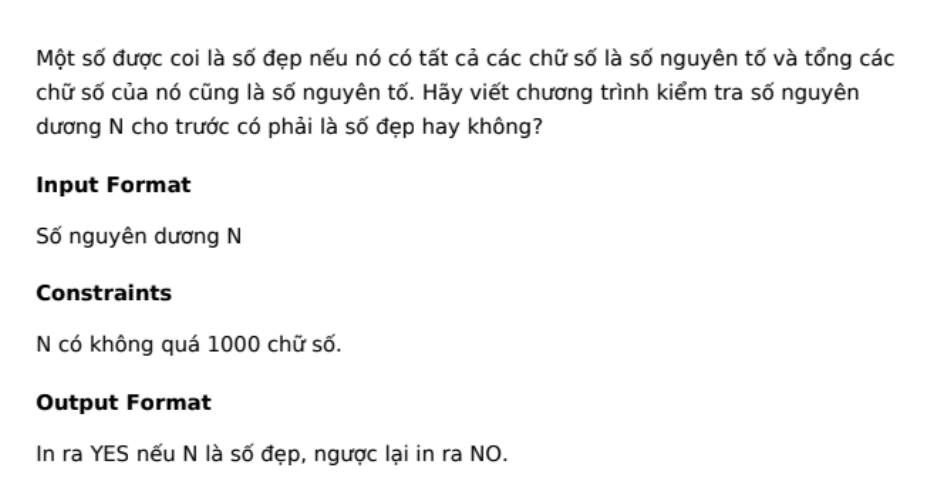 Một số được coi là số đẹp nếu nó có tất cả các chữ số là số nguyên tố và tổng các
chữ số của nó cũng là số nguyên tố. Hãy viết chương trình kiểm tra số nguyên
dương N cho trước có phải là số đẹp hay không?
Input Format
Số nguyên dương N
Constraints
N có không quá 1000 chữ số.
Output Format
In ra YES nếu N là số đẹp, ngược lại in ra NO.